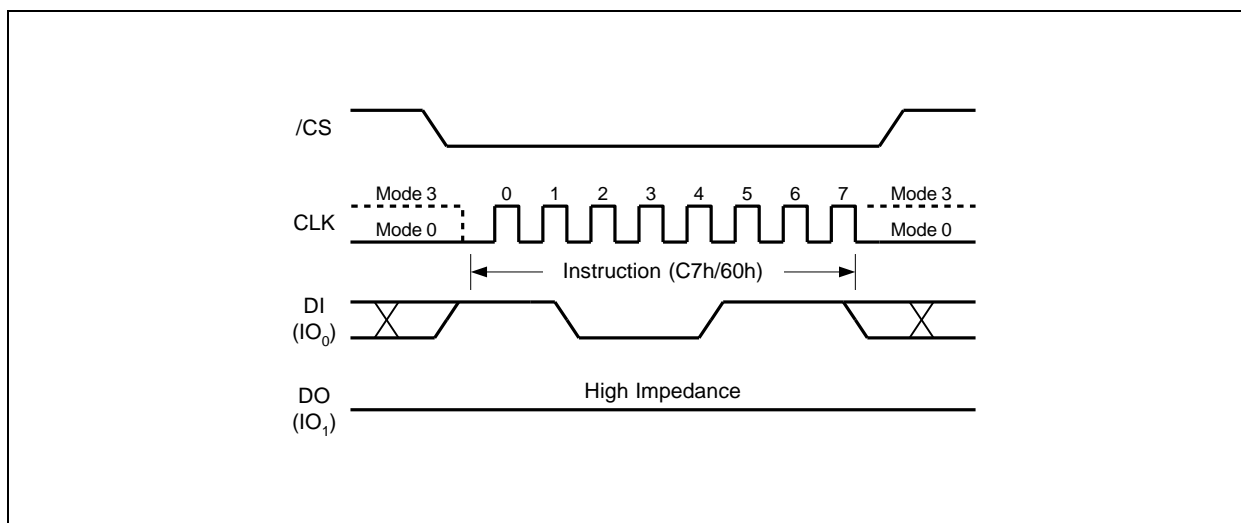 /CS
Mode 3 0 1 2 3 4 5 6 7 Mode 3
CLK
Mode 0 Mode 0
Instruction (C7h/60h)
DI
(IO0)
High Impedance
DO
(IO1)